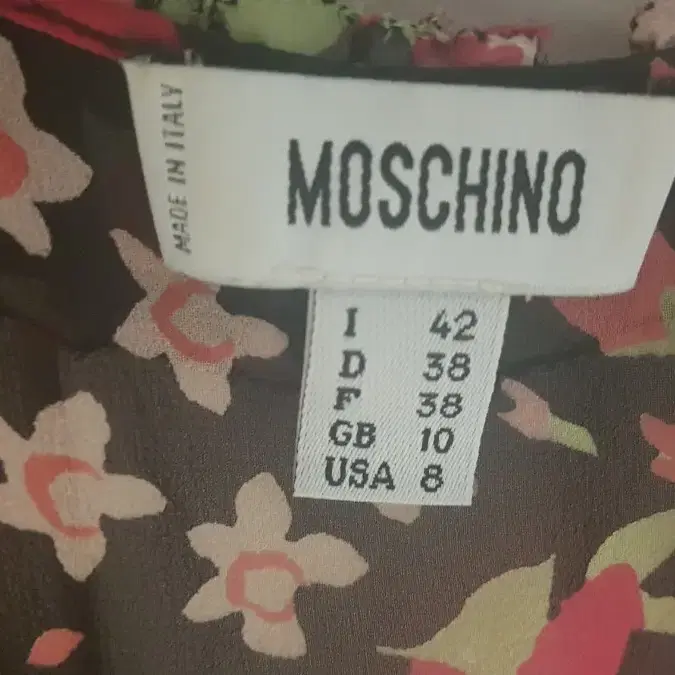 MADE IN ITALY
MOSCHINO
I 42
D 38
F 38
GB 10
USA 8